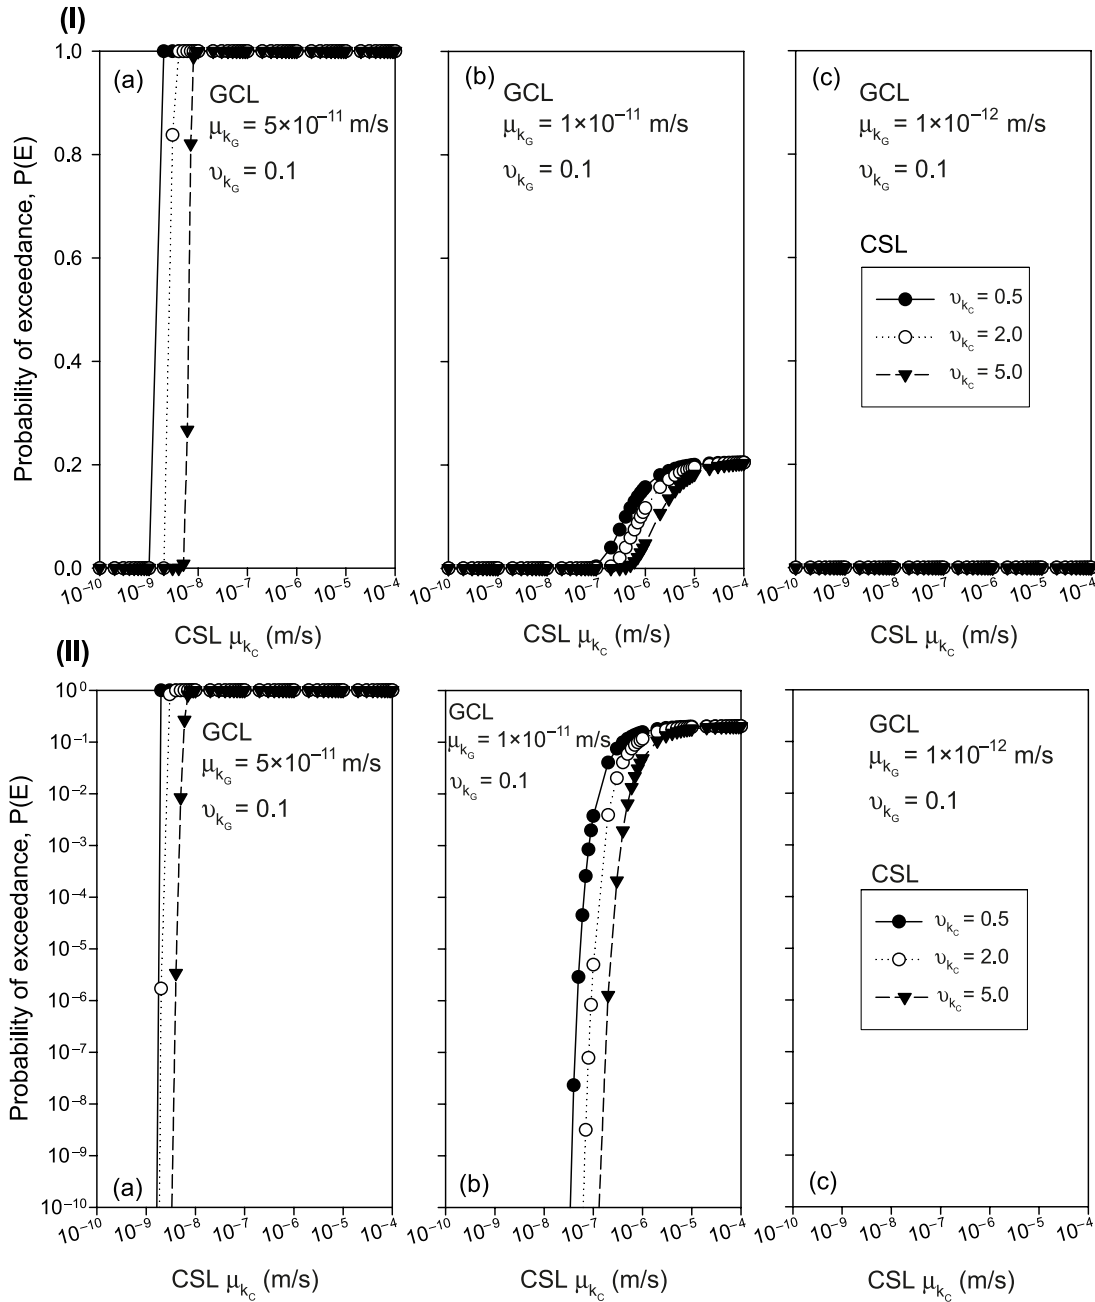 (I)
(a)
GCL
μkG = 5×10⁻¹¹ m/s
υkG = 0.1
(b)
GCL
μkG = 1×10⁻¹¹ m/s
υkG = 0.1
(c)
GCL
μkG = 1×10⁻¹² m/s
υkG = 0.1
CSL
υkC = 0.5
υkC = 2.0
υkC = 5.0
Probability of exceedance, P(E)
1.0
0.8
0.6
0.4
0.2
0.0
10⁻¹⁰ 10⁻⁹ 10⁻⁸ 10⁻⁷ 10⁻⁶ 10⁻⁵ 10⁻⁴
10⁻¹⁰ 10⁻⁹ 10⁻⁸ 10⁻⁷ 10⁻⁶ 10⁻⁵ 10⁻⁴
10⁻¹⁰ 10⁻⁹ 10⁻⁸ 10⁻⁷ 10⁻⁶ 10⁻⁵ 10⁻⁴
CSL μkC (m/s)
CSL μkC (m/s)
CSL μkC (m/s)
(II)
GCL
μkG = 5×10⁻¹¹ m/s
υkG = 0.1
(a)
GCL
μkG = 1×10⁻¹¹ m/s
υkG = 0.1
(b)
GCL
μkG = 1×10⁻¹² m/s
υkG = 0.1
CSL
υkC = 0.5
υkC = 2.0
υkC = 5.0
(c)
Probability of exceedance, P(E)
10⁰
10⁻¹
10⁻²
10⁻³
10⁻⁴
10⁻⁵
10⁻⁶
10⁻⁷
10⁻⁸
10⁻⁹
10⁻¹⁰
10⁻¹⁰ 10⁻⁹ 10⁻⁸ 10⁻⁷ 10⁻⁶ 10⁻⁵ 10⁻⁴
10⁻¹⁰ 10⁻⁹ 10⁻⁸ 10⁻⁷ 10⁻⁶ 10⁻⁵ 10⁻⁴
10⁻¹⁰ 10⁻⁹ 10⁻⁸ 10⁻⁷ 10⁻⁶ 10⁻⁵ 10⁻⁴
CSL μkC (m/s)
CSL μkC (m/s)
CSL μkC (m/s)